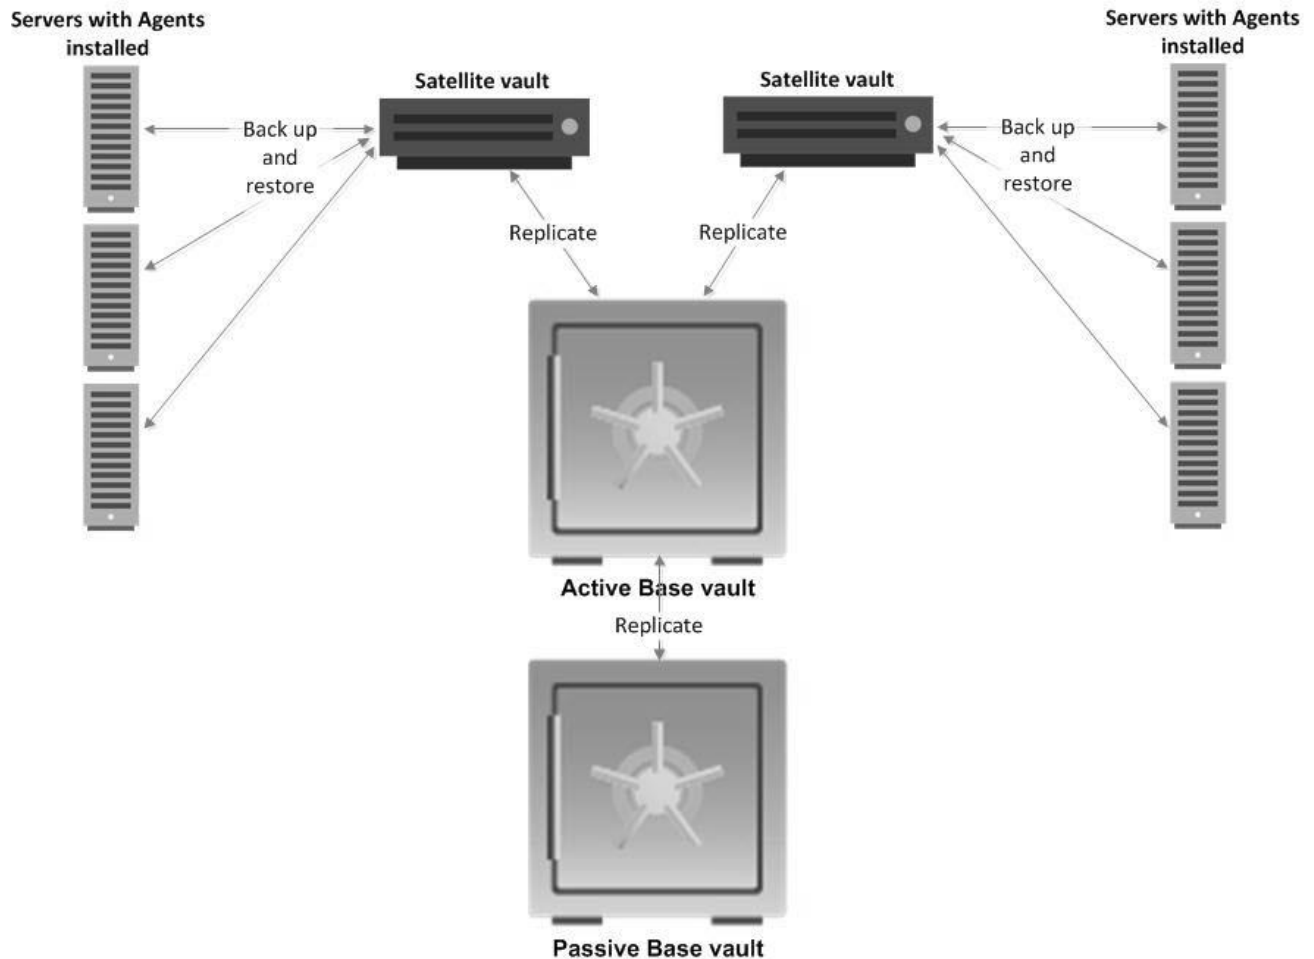 Servers with Agents
installed
Servers with Agents
installed
Satellite vault
Satellite vault
Back up
and
restore
Back up
and
restore
Replicate
Replicate
Active Base vault
Replicate
Passive Base vault